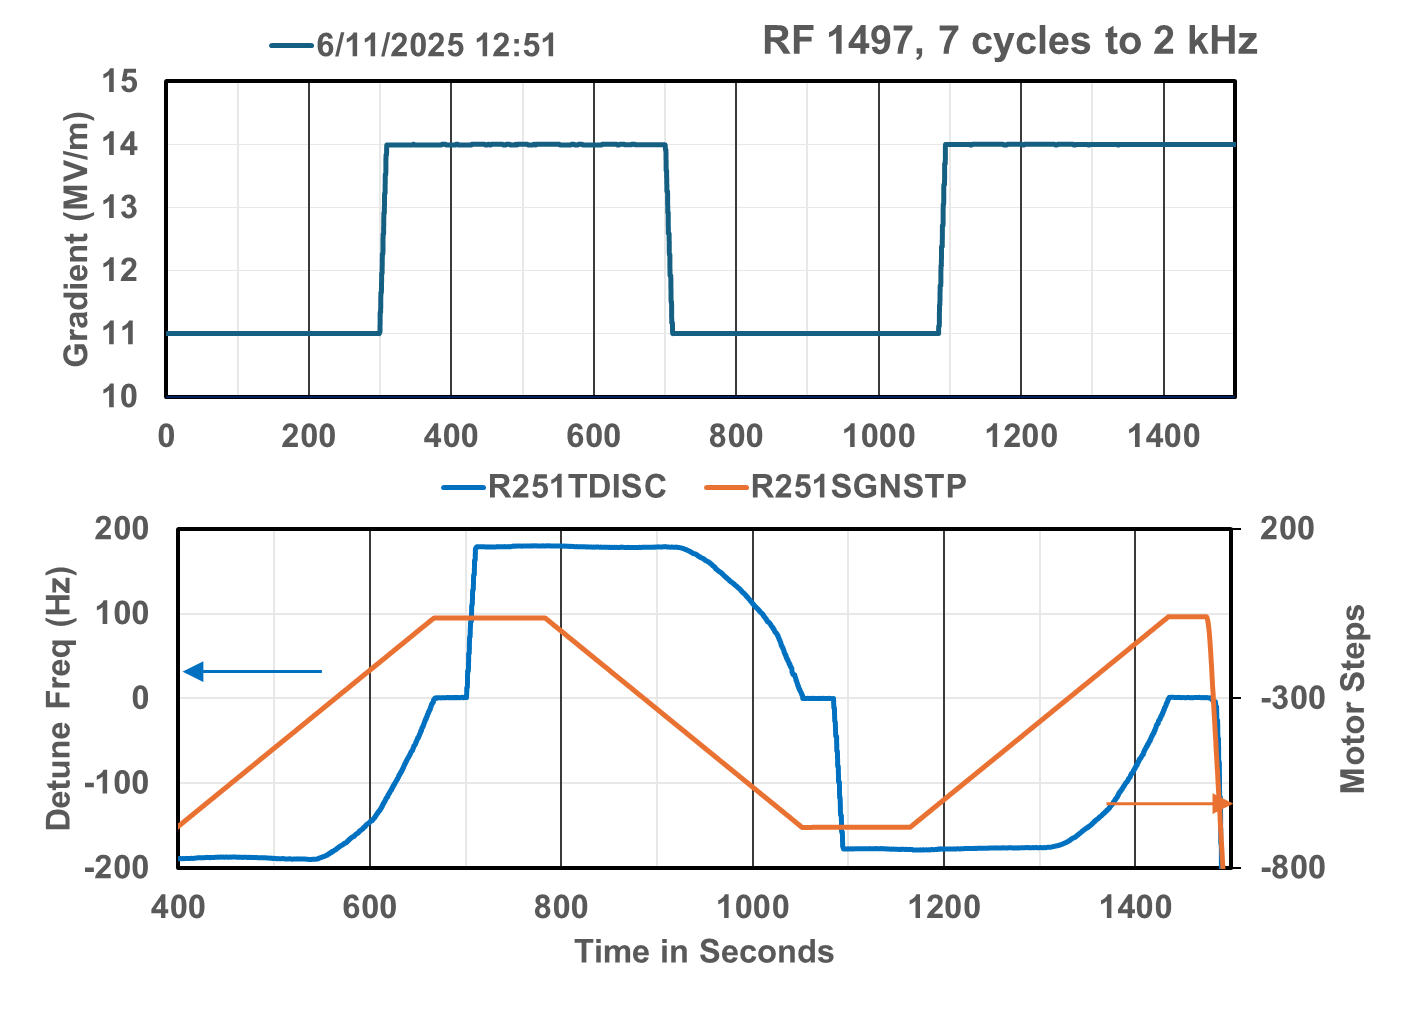 6/11/2025 12:51
RF 1497, 7 cycles to 2 kHz
15
14
13
12
11
10
Gradient (MV/m)
0 200 400 600 800 1000 1200 1400
R251TDISC R251SGNSTP
200
100
0
-100
-200
Detune Freq (Hz)
200
-300
-800
Motor Steps
400 600 800 1000 1200 1400
Time in Seconds